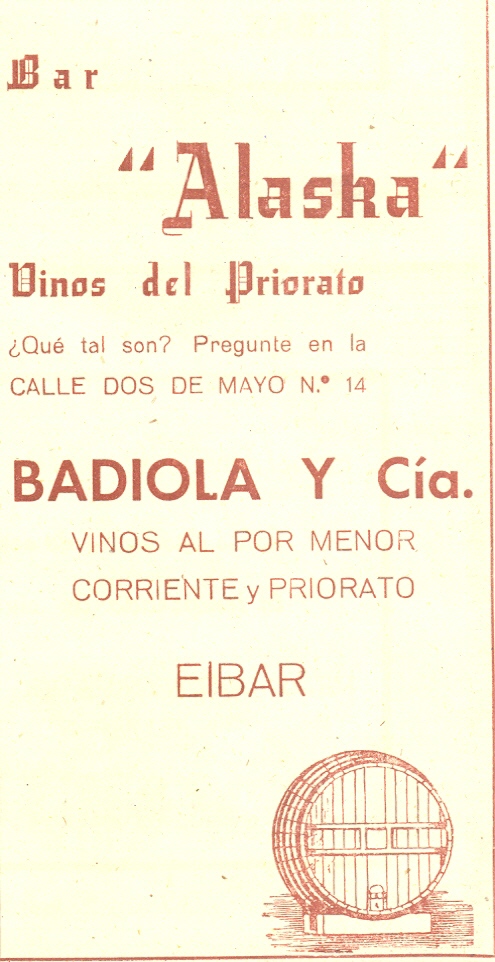 Bar
"Alaska"
Vinos del Priorato
¿Qué tal son? Pregunte en la
CALLE DOS DE MAYO N.º 14
BADIOLA Y Cía.
VINOS AL POR MENOR
CORRIENTE y PRIORATO
EIBAR